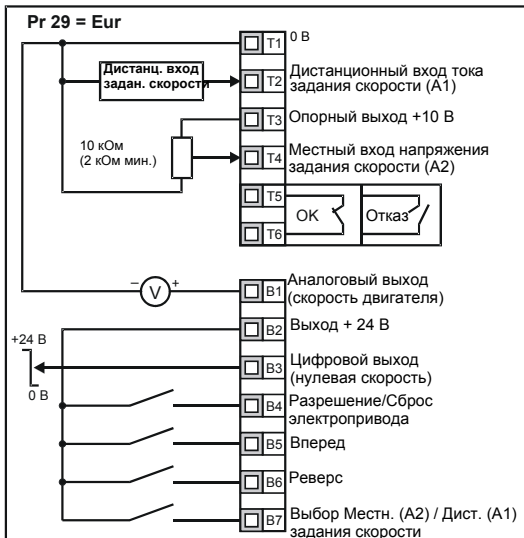 Pr 29 = Eur
T1 0 В
Дистанц. вход
задан. скорости
T2 Дистанционный вход тока
задания скорости (A1)
T3 Опорный выход +10 В
10 кОм
(2 кОм мин.)
T4 Местный вход напряжения
задания скорости (A2)
T5
OK Отказ
T6
– V +
B1 Аналоговый выход
(скорость двигателя)
B2 Выход + 24 В
+24 В
0 В
B3 Цифровой выход
(нулевая скорость)
B4 Разрешение/Сброс
электропривода
B5 Вперед
B6 Реверс
B7 Выбор Местн. (A2) / Дист. (A1)
задания скорости